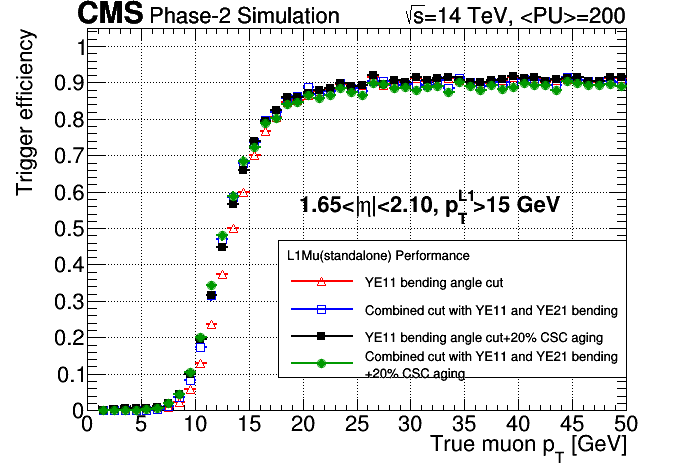 CMS Phase-2 Simulation √s=14 TeV, <PU>=200
Trigger efficiency
1
0.9
0.8
0.7
0.6
0.5
0.4
0.3
0.2
0.1
0
1.65<|η|<2.10, p_T^L1>15 GeV
L1Mu(standalone) Performance
YE11 bending angle cut
Combined cut with YE11 and YE21 bending
YE11 bending angle cut+20% CSC aging
Combined cut with YE11 and YE21 bending
+20% CSC aging
0 5 10 15 20 25 30 35 40 45 50
True muon p_T [GeV]